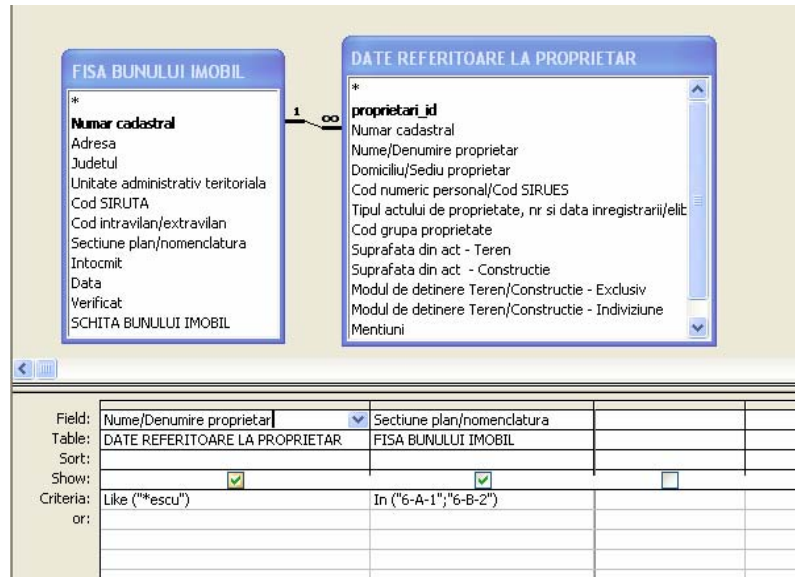 FISA BUNULUI IMOBIL
*
Numar cadastral
Adresa
Judetul
Unitate administrativ teritoriala
Cod SIRUTA
Cod intravilan/extravilan
Sectiune plan/nomenclatura
Intocmit
Data
Verificat
SCHITA BUNULUI IMOBIL
1 ∞
DATE REFERITOARE LA PROPRIETAR
*
proprietari_id
Numar cadastral
Nume/Denumire proprietar
Domiciliu/Sediu proprietar
Cod numeric personal/Cod SIRUES
Tipul actului de proprietate, nr si data inregistrarii/elit
Cod grupa proprietate
Suprafata din act - Teren
Suprafata din act - Constructie
Modul de detinere Teren/Constructie - Exclusiv
Modul de detinere Teren/Constructie - Indiviziune
Mentiuni
Field: Nume/Denumire proprietar Sectiune plan/nomenclatura
Table: DATE REFERITOARE LA PROPRIETAR FISA BUNULUI IMOBIL
Sort:
Show:
Criteria: Like ("*escu") In ("6-A-1";"6-B-2")
or: